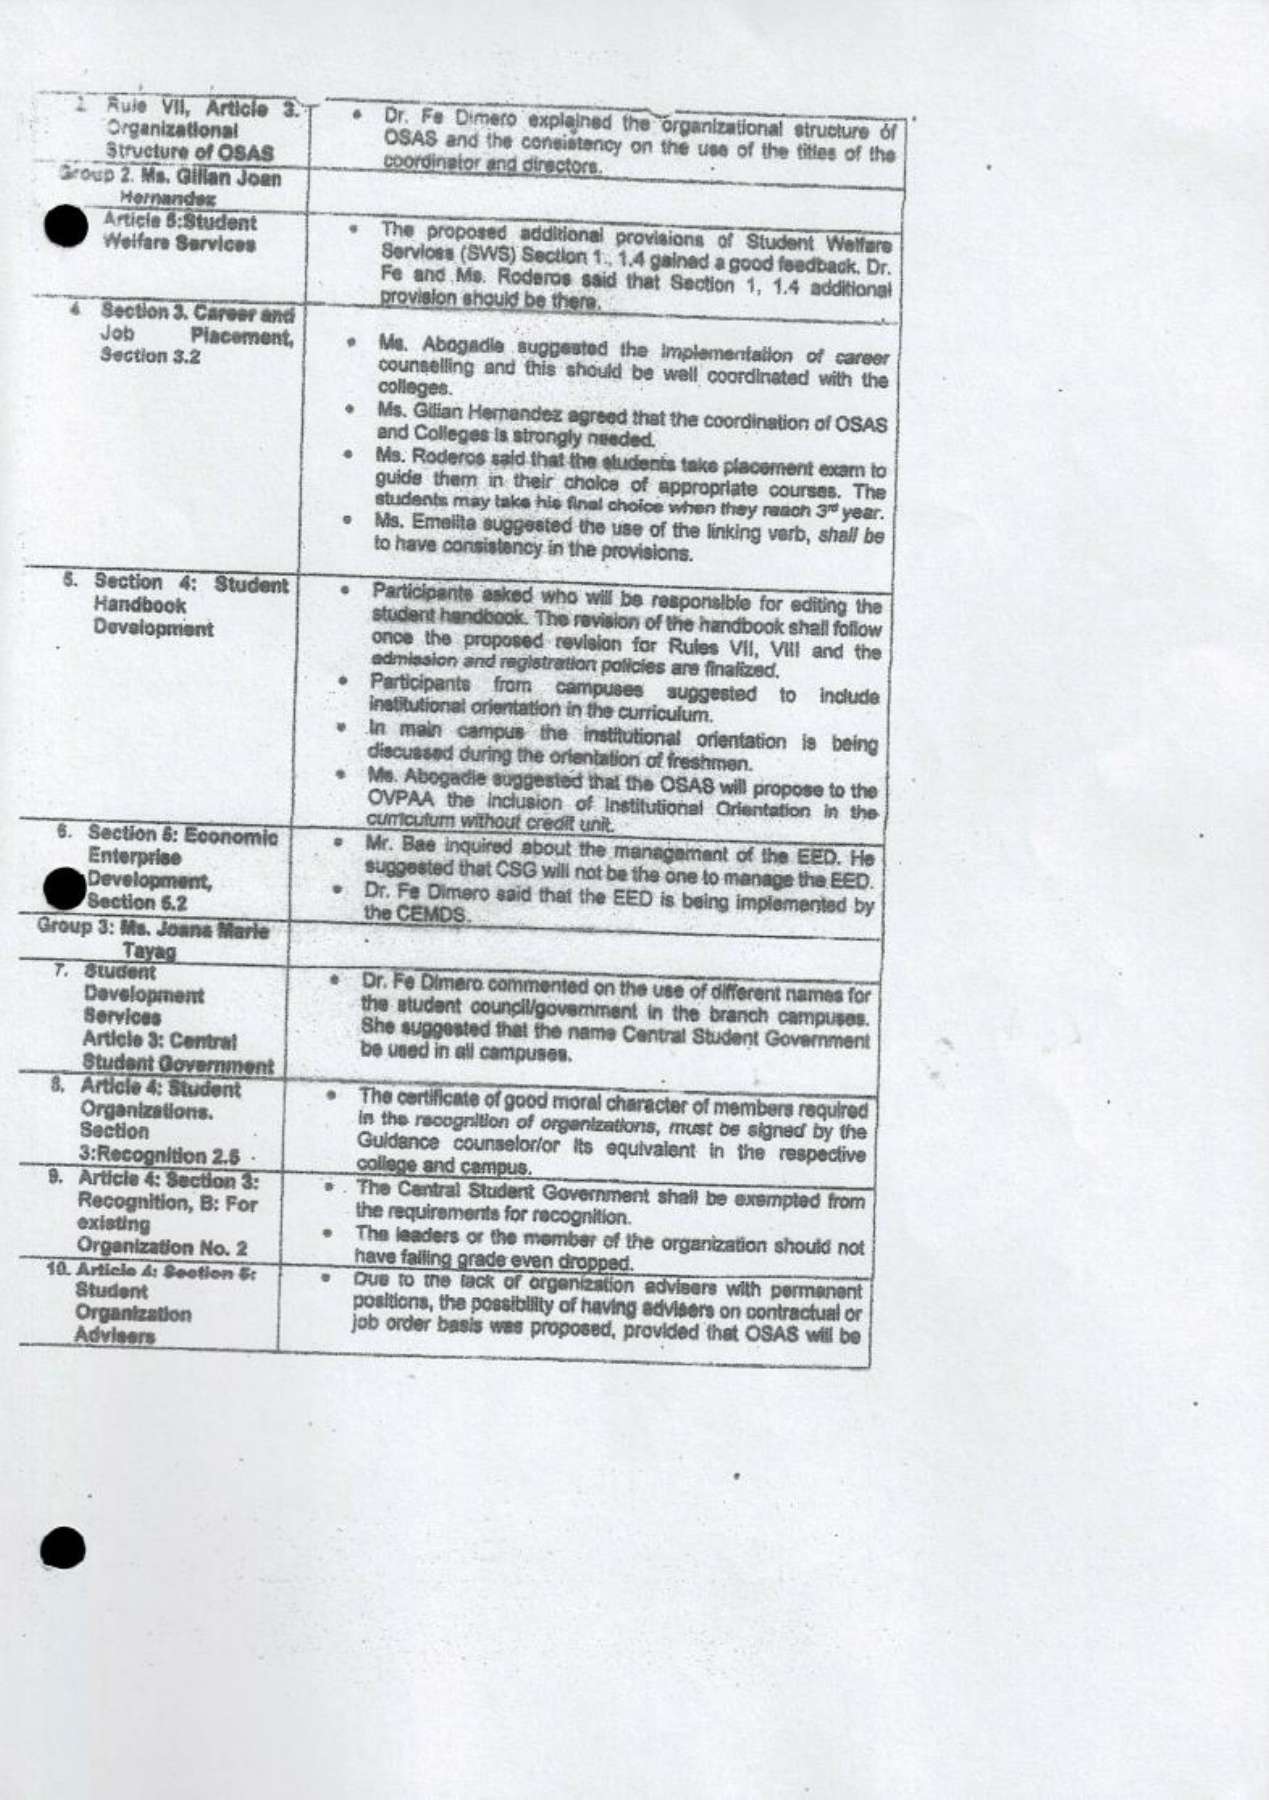 Rule VII, Article 3.
Organizational
Structure of OSAS
• Dr. Fe Dimero explained the organizational structure of
OSAS and the consistency on the use of the titles of the
coordinator and directors.
Group 2. Ms. Gilian Joan
Hernandez
Article 5:Student
Welfare Services
• The proposed additional provisions of Student Welfare
Services (SWS) Section 1., 1.4 gained a good feedback. Dr.
Fe and Ms. Roderos said that Section 1, 1.4 additional
provision should be there.
4 Section 3. Career and
Job Placement,
Section 3.2
• Ms. Abogadie suggested the implementation of career
counselling and this should be well coordinated with the
colleges.
• Ms. Gilian Hernandez agreed that the coordination of OSAS
and Colleges is strongly needed.
• Ms. Roderos said that the students take placement exam to
guide them in their choice of appropriate courses. The
students may take his final choice when they reach 3rd year.
• Ms. Emelita suggested the use of the linking verb, shall be
to have consistency in the provisions.
5. Section 4: Student
Handbook
Development
• Participants asked who will be responsible for editing the
student handbook. The revision of the handbook shall follow
once the proposed revision for Rules VII, VIII and the
admission and registration policies are finalized.
• Participants from campuses suggested to include
institutional orientation in the curriculum.
• In main campus the institutional orientation is being
discussed during the orientation of freshmen.
• Ms. Abogadie suggested that the OSAS will propose to the
OVPAA the inclusion of Institutional Orientation in the
curriculum without credit unit.
6. Section 5: Economic
Enterprise
Development,
Section 5.2
• Mr. Bae inquired about the management of the EED. He
suggested that CSG will not be the one to manage the EED.
• Dr. Fe Dimero said that the EED is being implemented by
the CEMDS.
Group 3: Ms. Joana Marie
Tayag
7. Student
Development
Services
Article 3: Central
Student Government
• Dr. Fe Dimero commented on the use of different names for
the student council/government in the branch campuses.
She suggested that the name Central Student Government
be used in all campuses.
8. Article 4: Student
Organizations.
Section
3:Recognition 2.5
• The certificate of good moral character of members required
in the recognition of organizations, must be signed by the
Guidance counselor/or its equivalent in the respective
college and campus.
9. Article 4: Section 3:
Recognition, B: For
existing
Organization No. 2
• The Central Student Government shall be exempted from
the requirements for recognition.
• The leaders or the member of the organization should not
have failing grade even dropped.
10. Article 4: Section 5:
Student
Organization
Advisers
• Due to the lack of organization advisers with permanent
positions, the possibility of having advisers on contractual or
job order basis was proposed, provided that OSAS will be